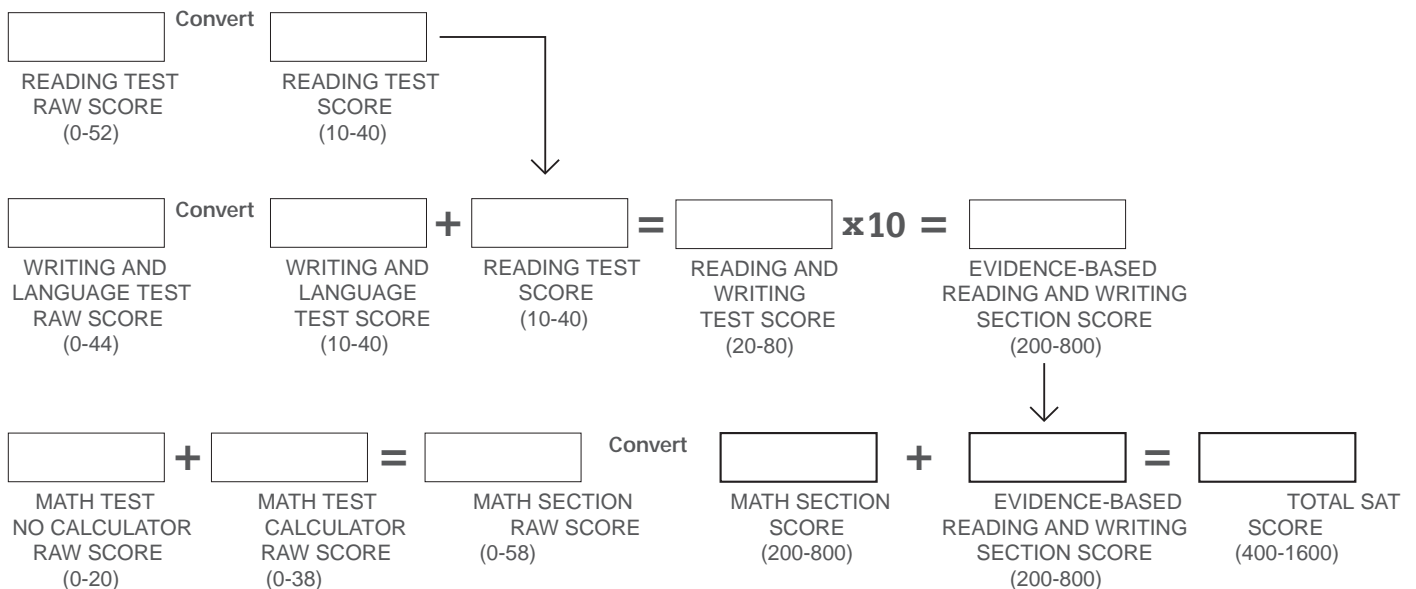 Convert
READING TEST
RAW SCORE
(0-52)
READING TEST
SCORE
(10-40)
Convert
+
=
x10 =
WRITING AND
LANGUAGE TEST
RAW SCORE
(0-44)
WRITING AND
LANGUAGE
TEST SCORE
(10-40)
READING TEST
SCORE
(10-40)
READING AND
WRITING
TEST SCORE
(20-80)
EVIDENCE-BASED
READING AND WRITING
SECTION SCORE
(200-800)
+
=
Convert
+
=
MATH TEST
NO CALCULATOR
RAW SCORE
(0-20)
MATH TEST
CALCULATOR
RAW SCORE
(0-38)
MATH SECTION
RAW SCORE
(0-58)
MATH SECTION
SCORE
(200-800)
EVIDENCE-BASED
READING AND WRITING
SECTION SCORE
(200-800)
TOTAL SAT
SCORE
(400-1600)